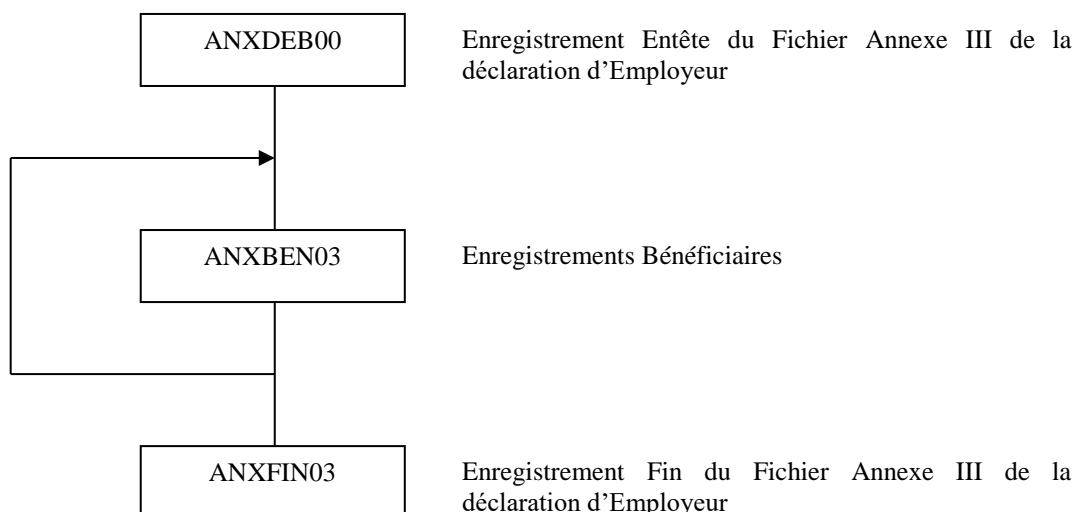 ANXDEB00
Enregistrement Entête du Fichier Annexe III de la
déclaration d’Employeur
ANXBEN03
Enregistrements Bénéficiaires
ANXFIN03
Enregistrement Fin du Fichier Annexe III de la
déclaration d’Employeur